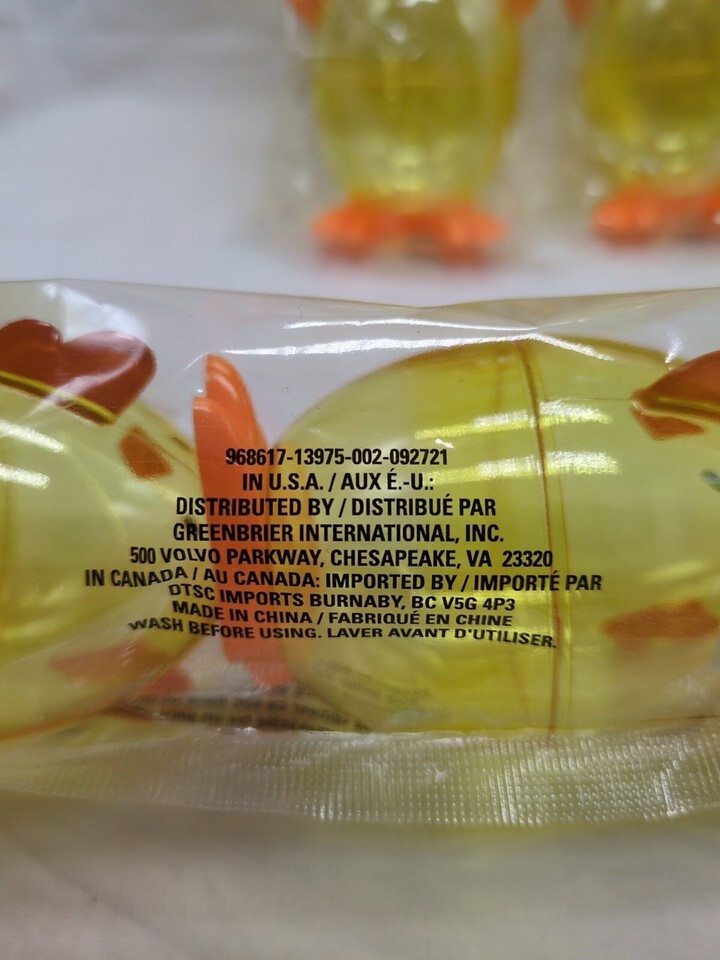 968617-13975-002-092721
IN U.S.A. / AUX É.-U.:
DISTRIBUTED BY / DISTRIBUÉ PAR
GREENBRIER INTERNATIONAL, INC.
500 VOLVO PARKWAY, CHESAPEAKE, VA 23320
IN CANADA / AU CANADA: IMPORTED BY / IMPORTÉ PAR
DTSC IMPORTS BURNABY, BC V5G 4P3
MADE IN CHINA / FABRIQUÉ EN CHINE
WASH BEFORE USING. LAVER AVANT D'UTILISER.